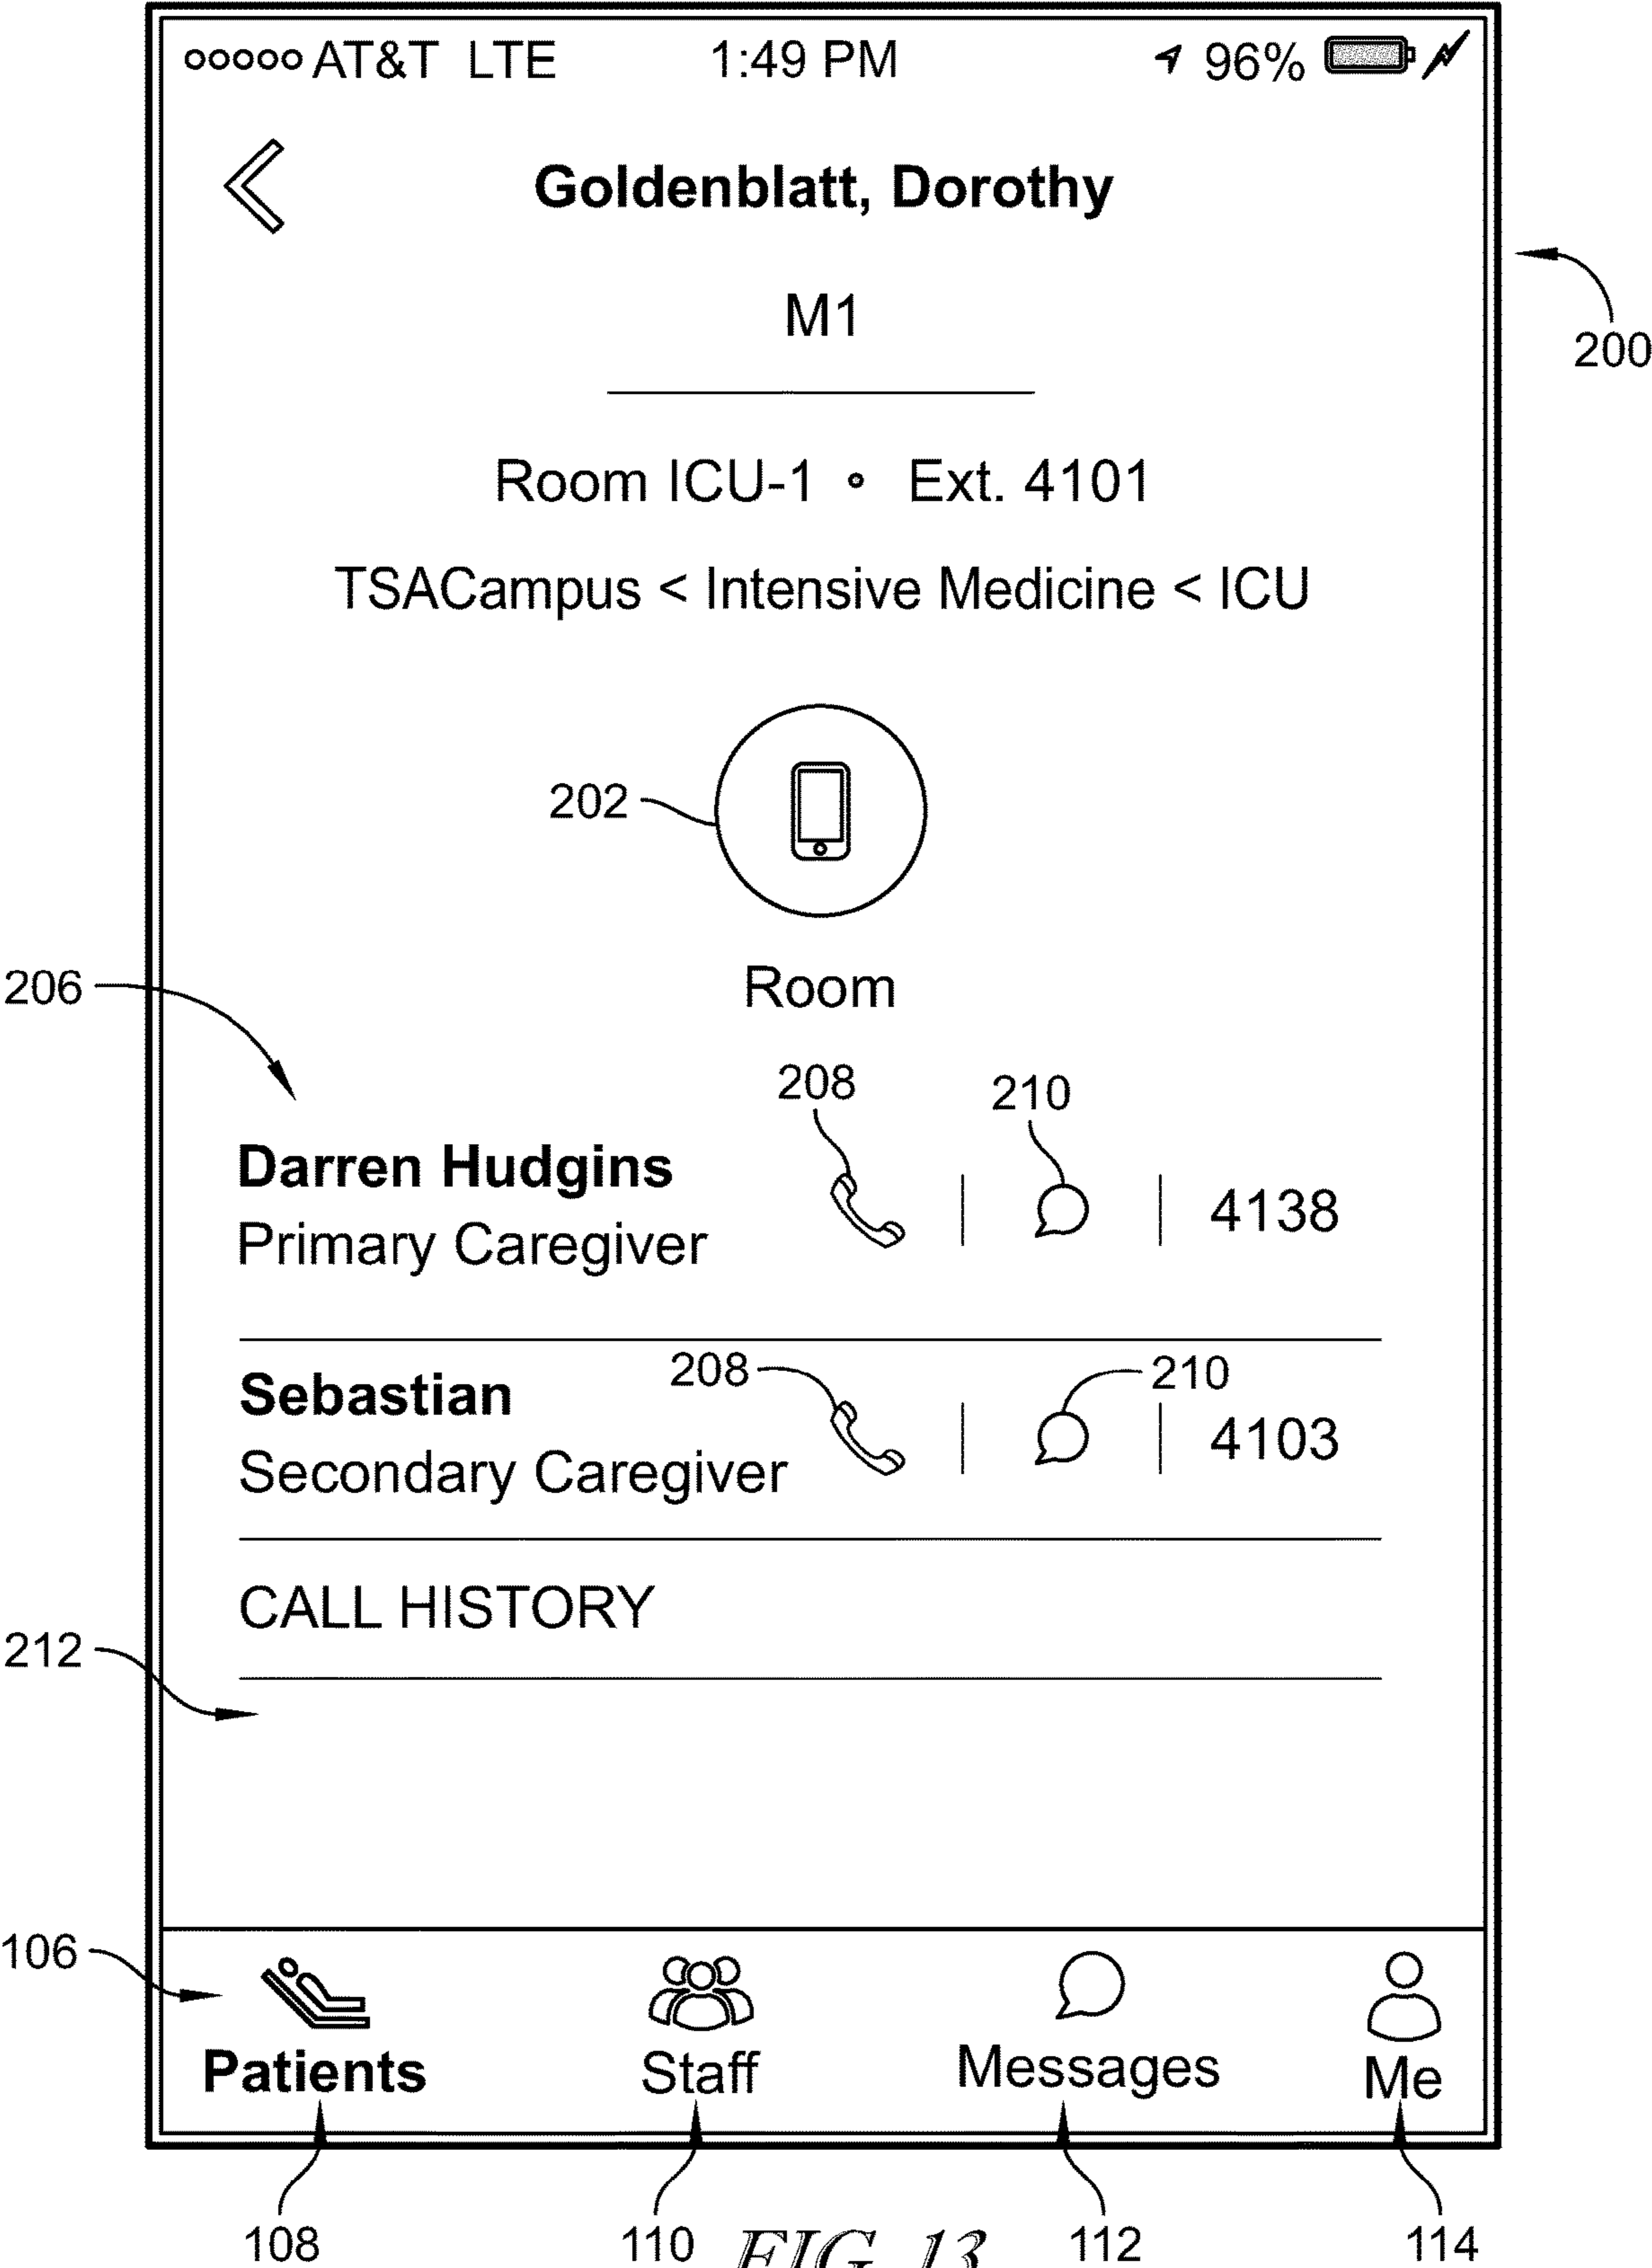 AT&T LTE 1:49 PM 96%
Goldenblatt, Dorothy
M1
200
Room ICU-1 • Ext. 4101
TSACampus < Intensive Medicine < ICU
202
Room
206
208 210
Darren Hudgins
Primary Caregiver
4138
208 210
Sebastian
Secondary Caregiver
4103
CALL HISTORY
212
106
Patients Staff Messages Me
108 110 FIG. 13 112 114